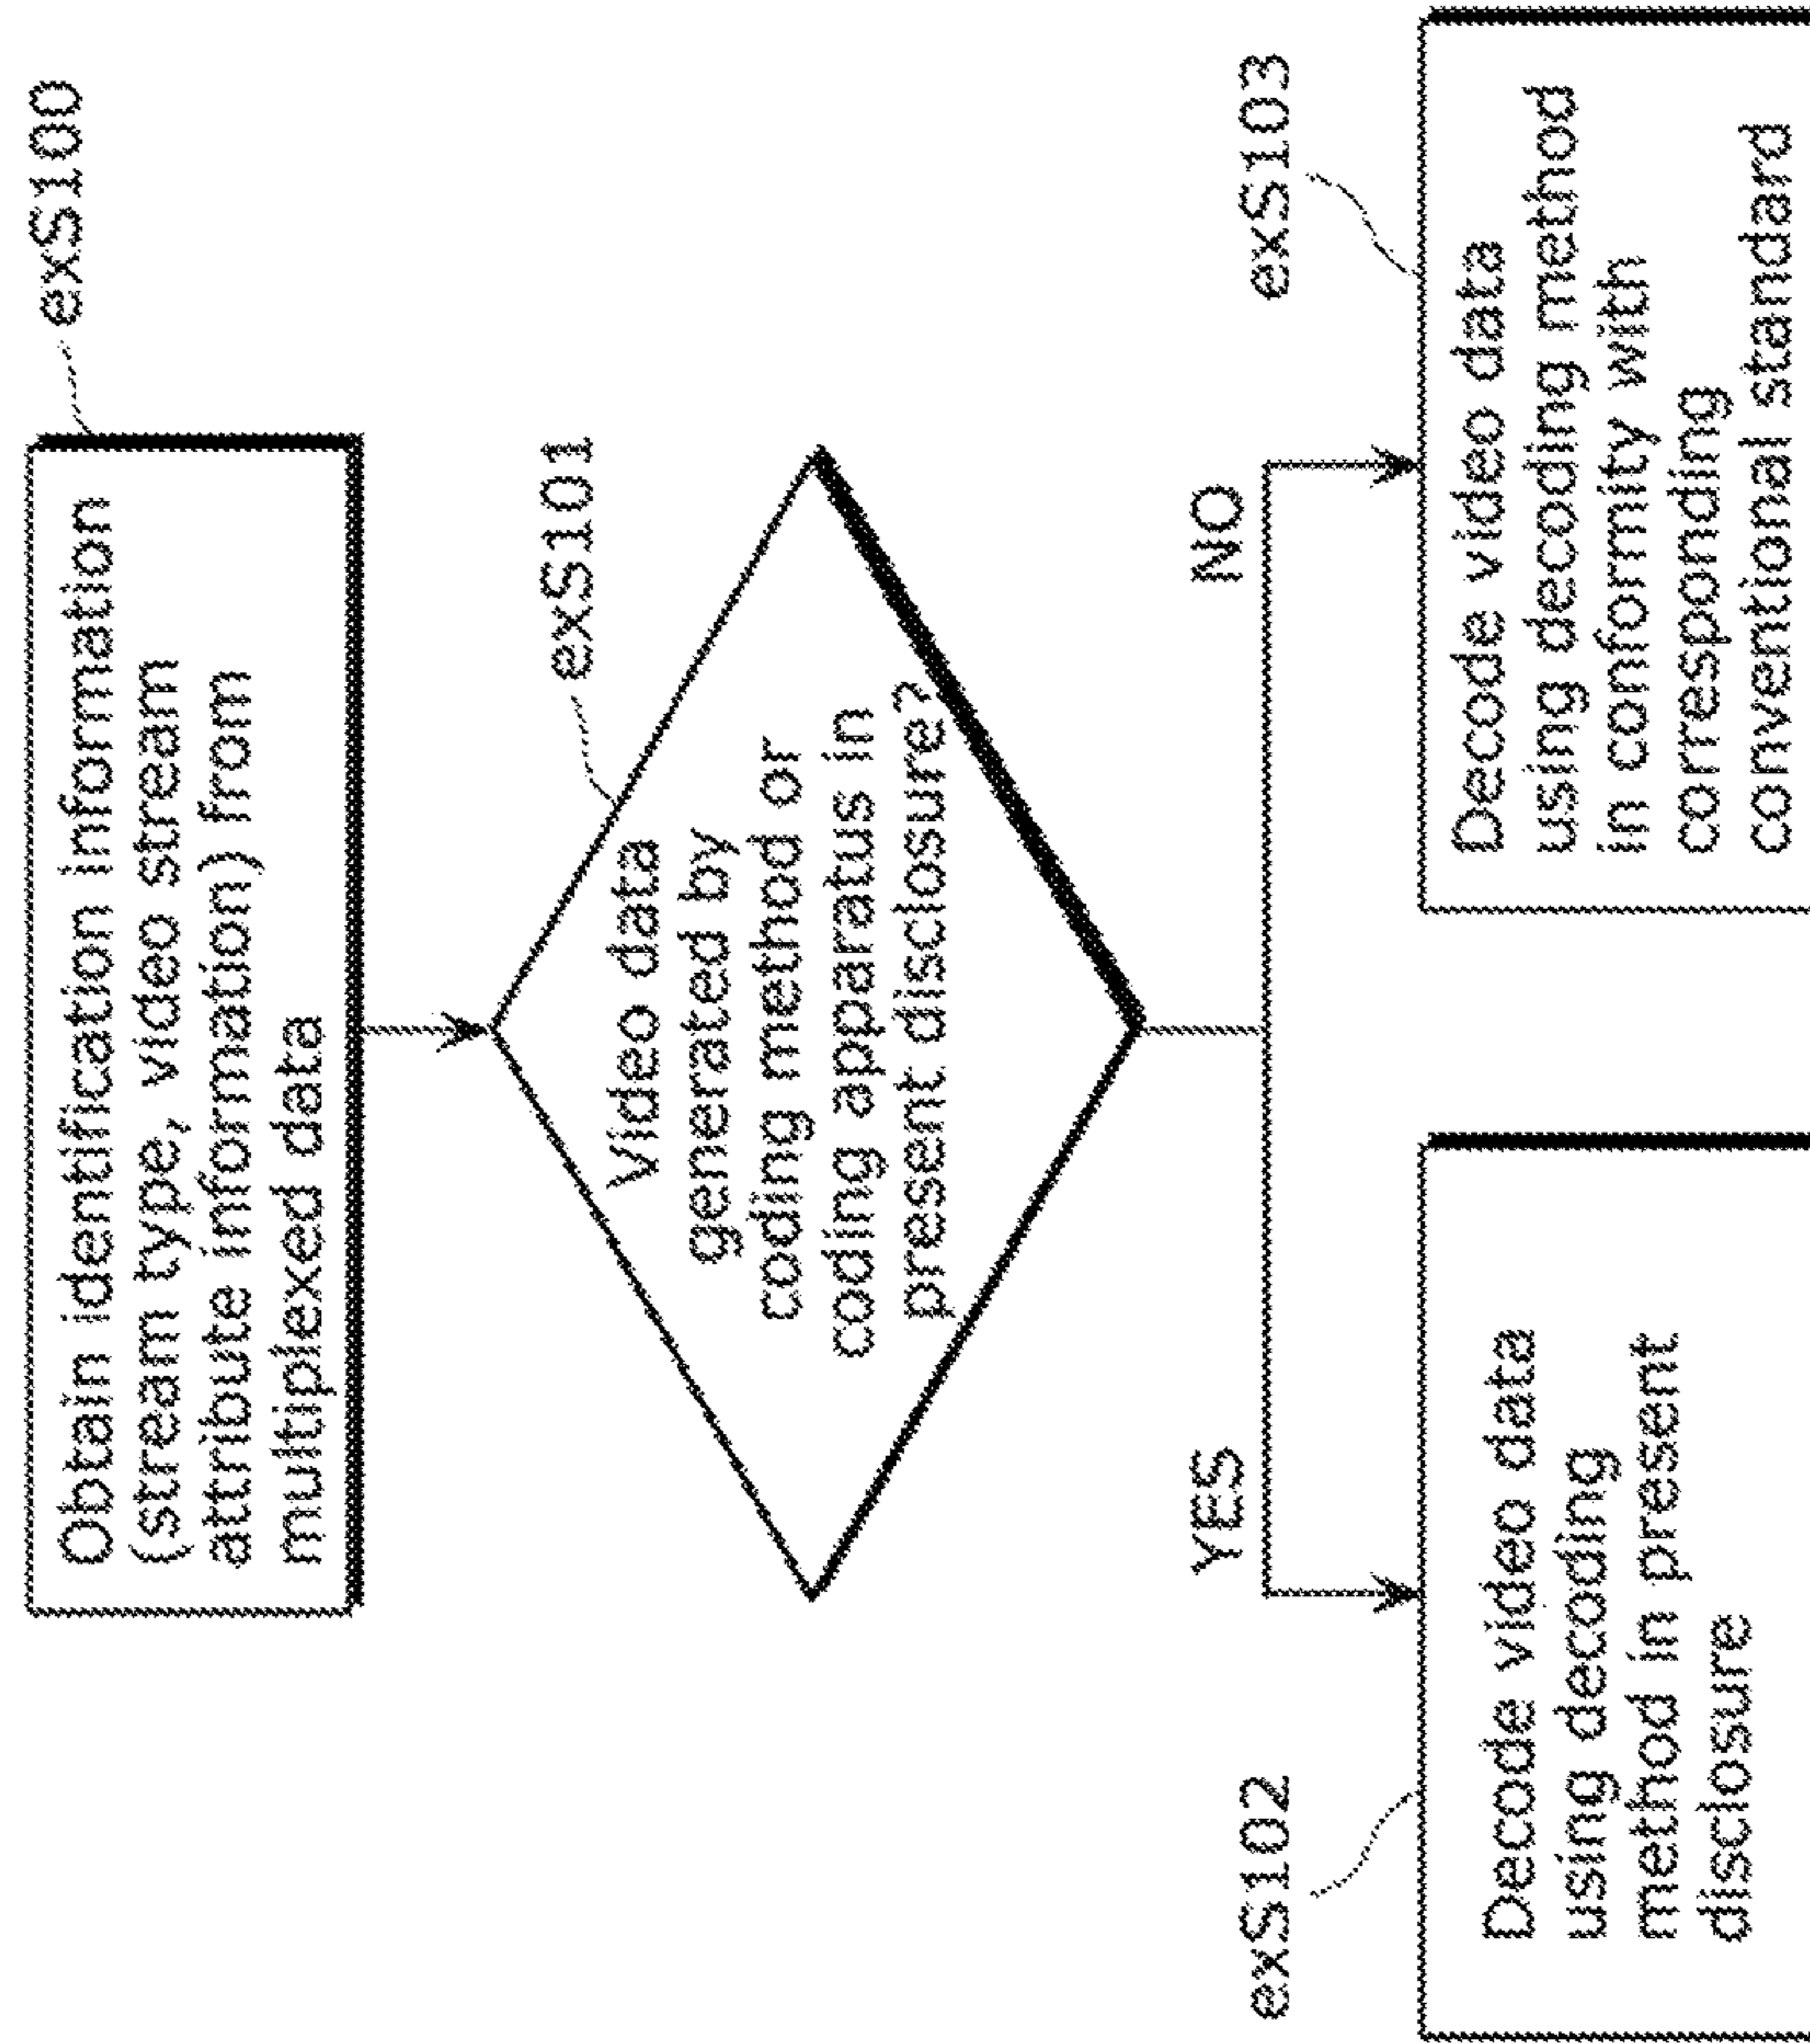 exS100
Obtain identification information
(stream type, video stream
attribute information) from
multiplexed data
exS101
Video data
generated by
coding method or
coding apparatus in
present disclosure?
YES
NO
exS102
Decode video data
using decoding
method in present
disclosure
exS103
Decode video data
using decoding method
in conformity with
corresponding
conventional standard